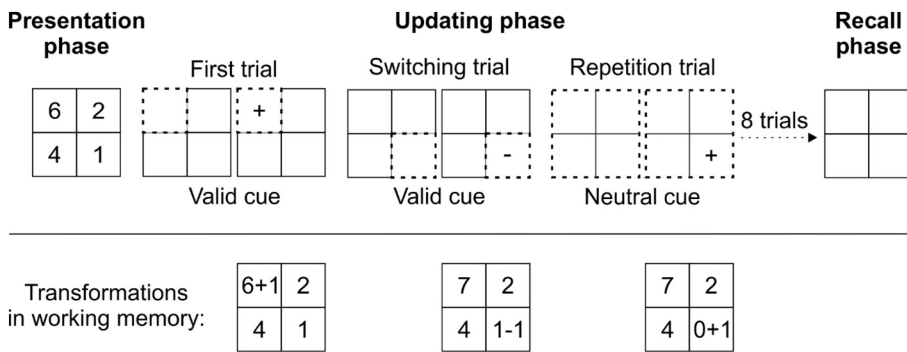 Presentation phase
Updating phase
Recall phase
First trial
Switching trial
Repetition trial
6 2
4 1
+
-
+
8 trials
Valid cue
Valid cue
Neutral cue
Transformations
in working memory:
6+1 2
4 1
7 2
4 1-1
7 2
4 0+1